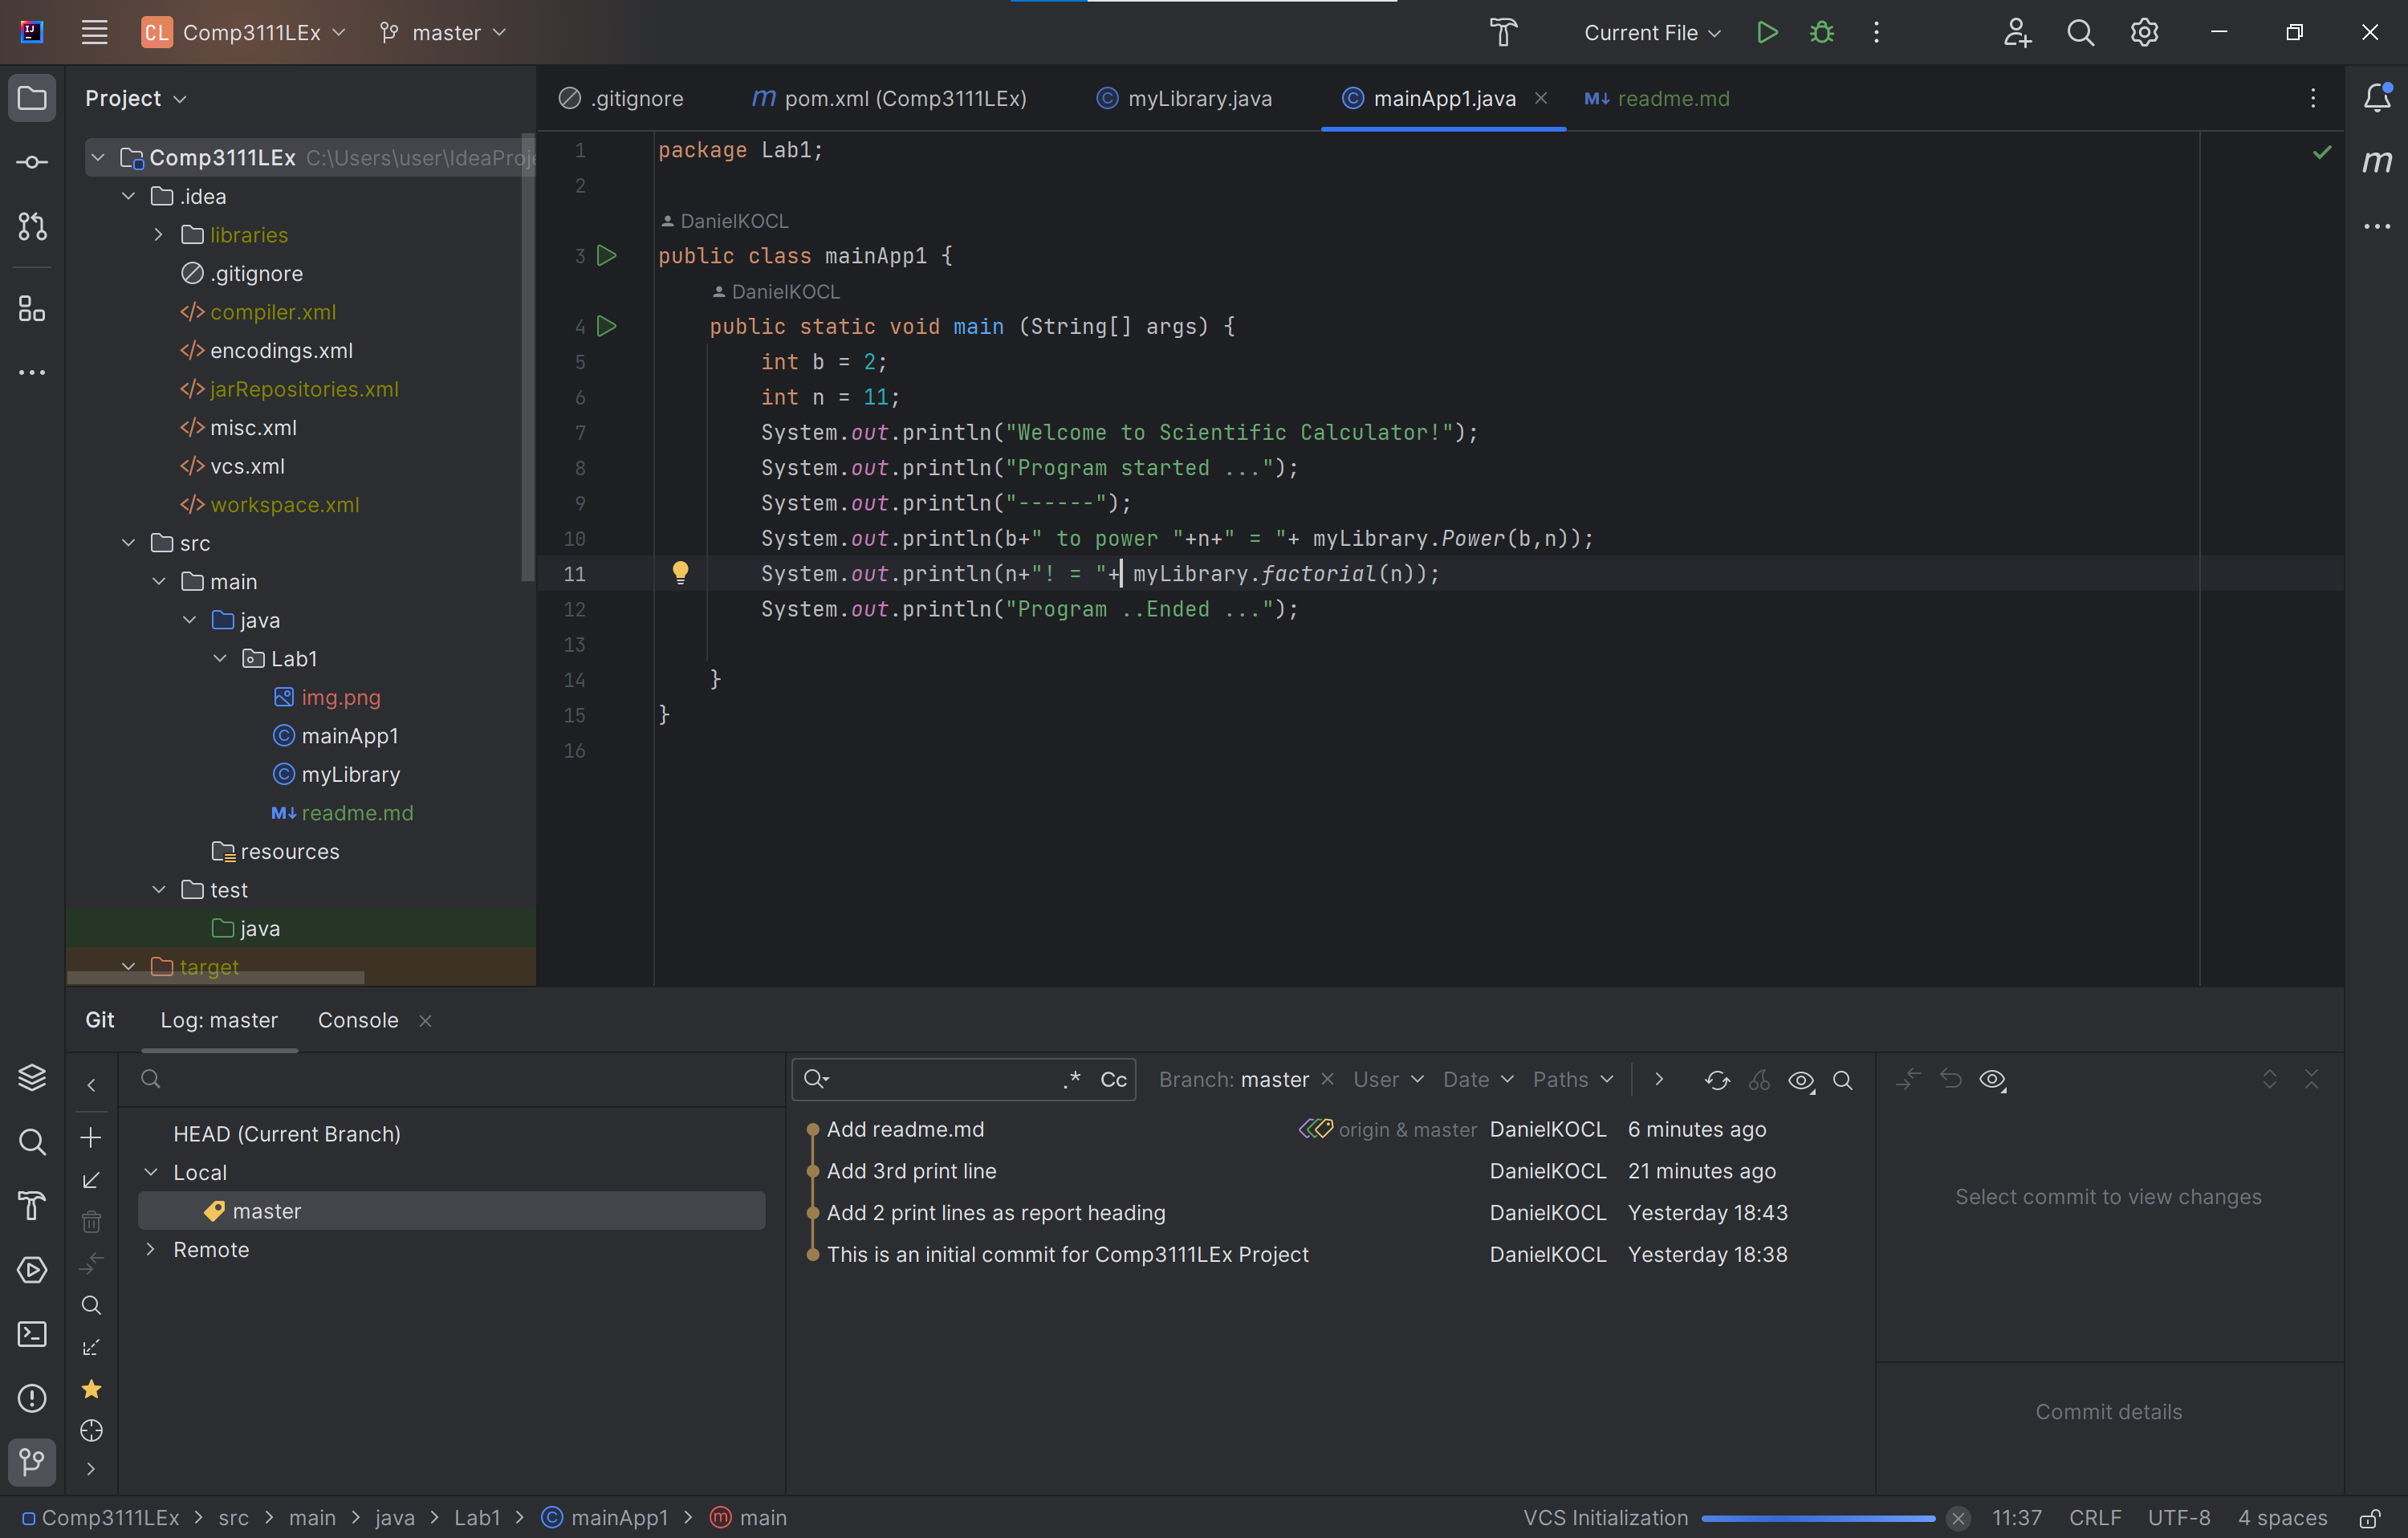 CL Comp3111LEx master Current File
Project
.gitignore pom.xml (Comp3111LEx) myLibrary.java mainApp1.java readme.md
Comp3111LEx C:\Users\user\IdeaProje
.idea
libraries
.gitignore
</> compiler.xml
</> encodings.xml
</> jarRepositories.xml
</> misc.xml
</> vcs.xml
</> workspace.xml
src
main
java
Lab1
img.png
mainApp1
myLibrary
M↓ readme.md
resources
test
java
target
1 package Lab1;
2
DanielKOCL
3 public class mainApp1 {
DanielKOCL
4 public static void main (String[] args) {
5 int b = 2;
6 int n = 11;
7 System.out.println("Welcome to Scientific Calculator!");
8 System.out.println("Program started ...");
9 System.out.println("------");
10 System.out.println(b+" to power "+n+" = "+ myLibrary.Power(b,n));
11 System.out.println(n+"! = "+ myLibrary.factorial(n));
12 System.out.println("Program ..Ended ...");
13
14 }
15 }
16
Git Log: master Console
HEAD (Current Branch)
Local
master
Remote
.* Cc Branch: master User Date Paths
Add readme.md origin & master DanielKOCL 6 minutes ago
Add 3rd print line DanielKOCL 21 minutes ago
Add 2 print lines as report heading DanielKOCL Yesterday 18:43
This is an initial commit for Comp3111LEx Project DanielKOCL Yesterday 18:38
Select commit to view changes
Commit details
Comp3111LEx > src > main > java > Lab1 > mainApp1 > main VCS Initialization 11:37 CRLF UTF-8 4 spaces